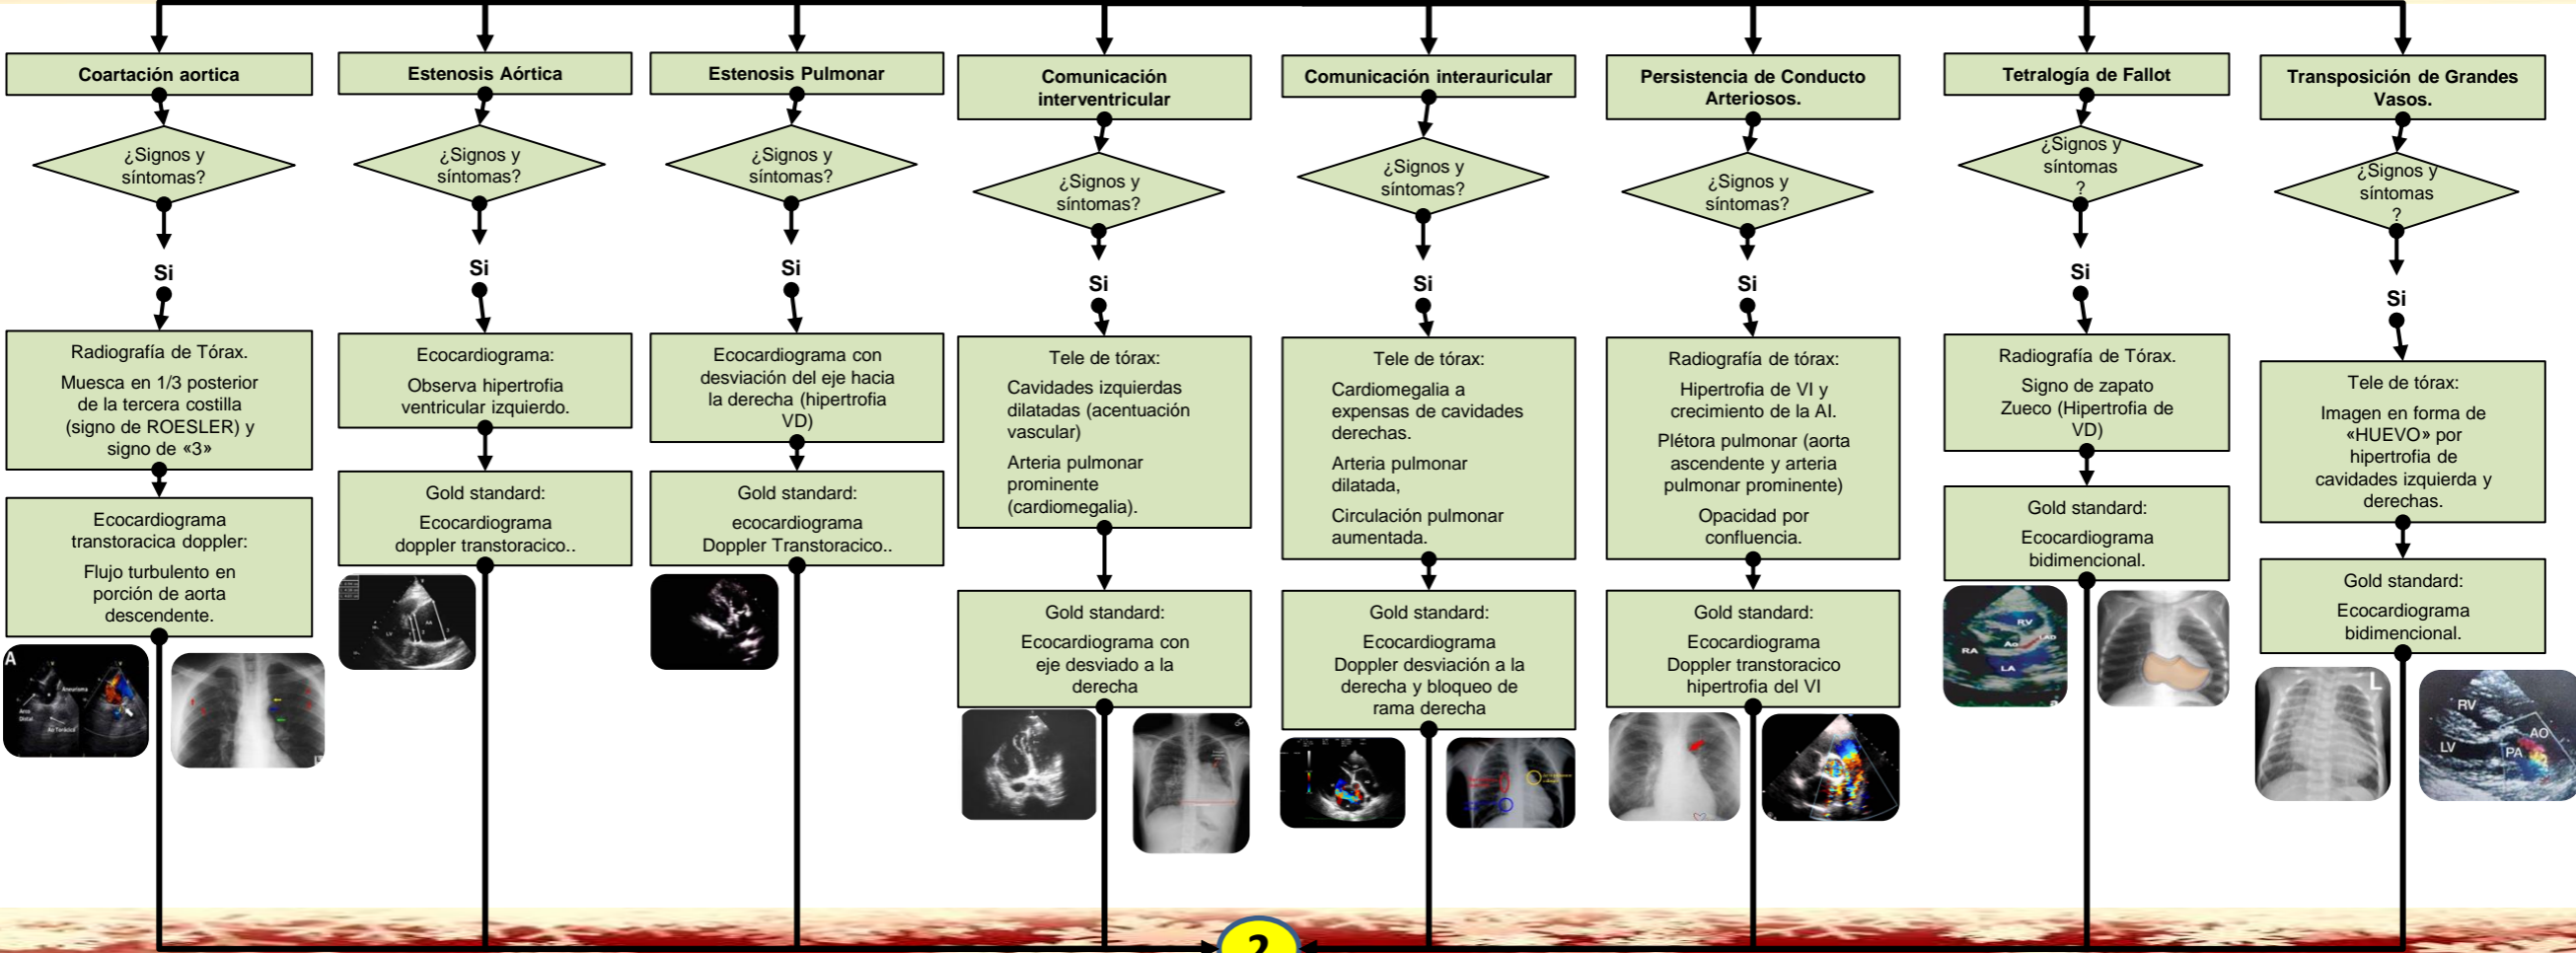 Coartación aortica
¿Signos y
síntomas?
Si
Radiografía de Tórax.
Muesca en 1/3 posterior
de la tercera costilla
(signo de ROESLER) y
signo de «3»
Ecocardiograma
transtoracica doppler:
Flujo turbulento en
porción de aorta
descendente.
A
Aneurisma
Arco
Distal
Ao Torácica
Estenosis Aórtica
¿Signos y
síntomas?
Si
Ecocardiograma:
Observa hipertrofia
ventricular izquierdo.
Gold standard:
Ecocardiograma
doppler transtoracico..
LV
AA
Estenosis Pulmonar
¿Signos y
síntomas?
Si
Ecocardiograma con
desviación del eje hacia
la derecha (hipertrofia
VD)
Gold standard:
ecocardiograma
Doppler Transtoracico..
Comunicación
interventricular
¿Signos y
síntomas?
Si
Tele de tórax:
Cavidades izquierdas
dilatadas (acentuación
vascular)
Arteria pulmonar
prominente
(cardiomegalia).
Gold standard:
Ecocardiograma con
eje desviado a la
derecha
Comunicación interauricular
¿Signos y
síntomas?
Si
Tele de tórax:
Cardiomegalia a
expensas de cavidades
derechas.
Arteria pulmonar
dilatada,
Circulación pulmonar
aumentada.
Gold standard:
Ecocardiograma
Doppler desviación a la
derecha y bloqueo de
rama derecha
Persistencia de Conducto
Arteriosos.
¿Signos y
síntomas?
Si
Radiografía de tórax:
Hipertrofia de VI y
crecimiento de la AI.
Plétora pulmonar (aorta
ascendente y arteria
pulmonar prominente)
Opacidad por
confluencia.
Gold standard:
Ecocardiograma
Doppler transtoracico
hipertrofia del VI
Tetralogía de Fallot
¿Signos y
síntomas
?
Si
Radiografía de Tórax.
Signo de zapato
Zueco (Hipertrofia de
VD)
Gold standard:
Ecocardiograma
bidimencional.
RV
Ao
LAD
RA
LA
Transposición de Grandes
Vasos.
¿Signos y
síntomas
?
Si
Tele de tórax:
Imagen en forma de
«HUEVO» por
hipertrofia de
cavidades izquierda y
derechas.
Gold standard:
Ecocardiograma
bidimencional.
L
RV
AO
LV
PA
2